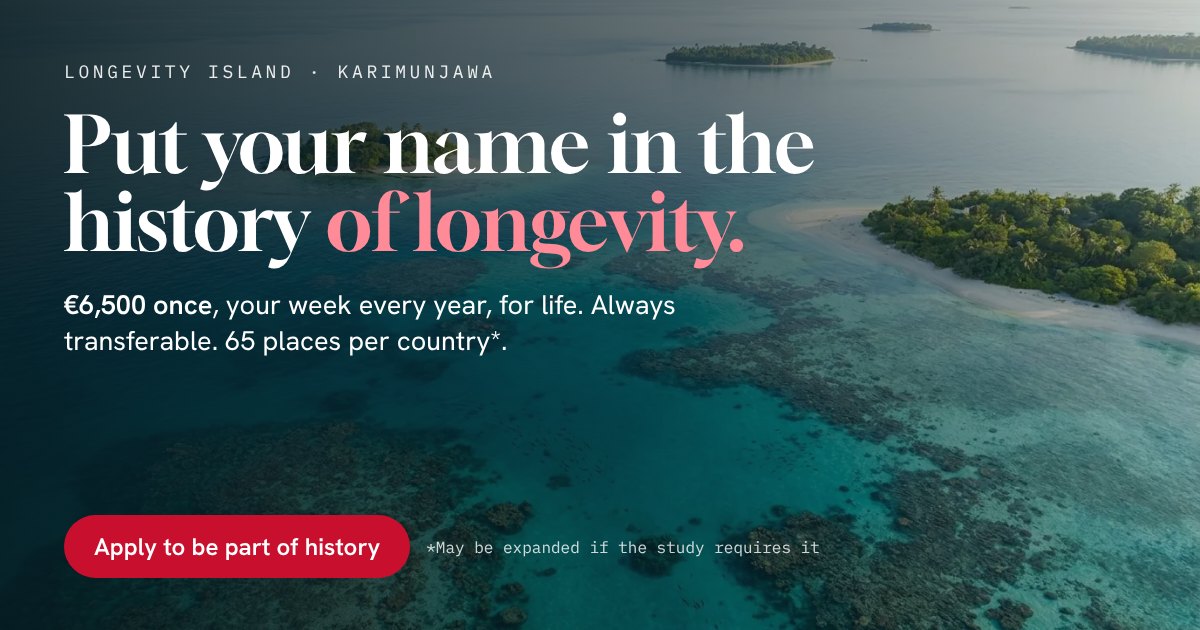 LONGEVITY ISLAND · KARIMUNJAWA
Put your name in the
history of longevity.
€6,500 once, your week every year, for life. Always
transferable. 65 places per country*.
Apply to be part of history
*May be expanded if the study requires it